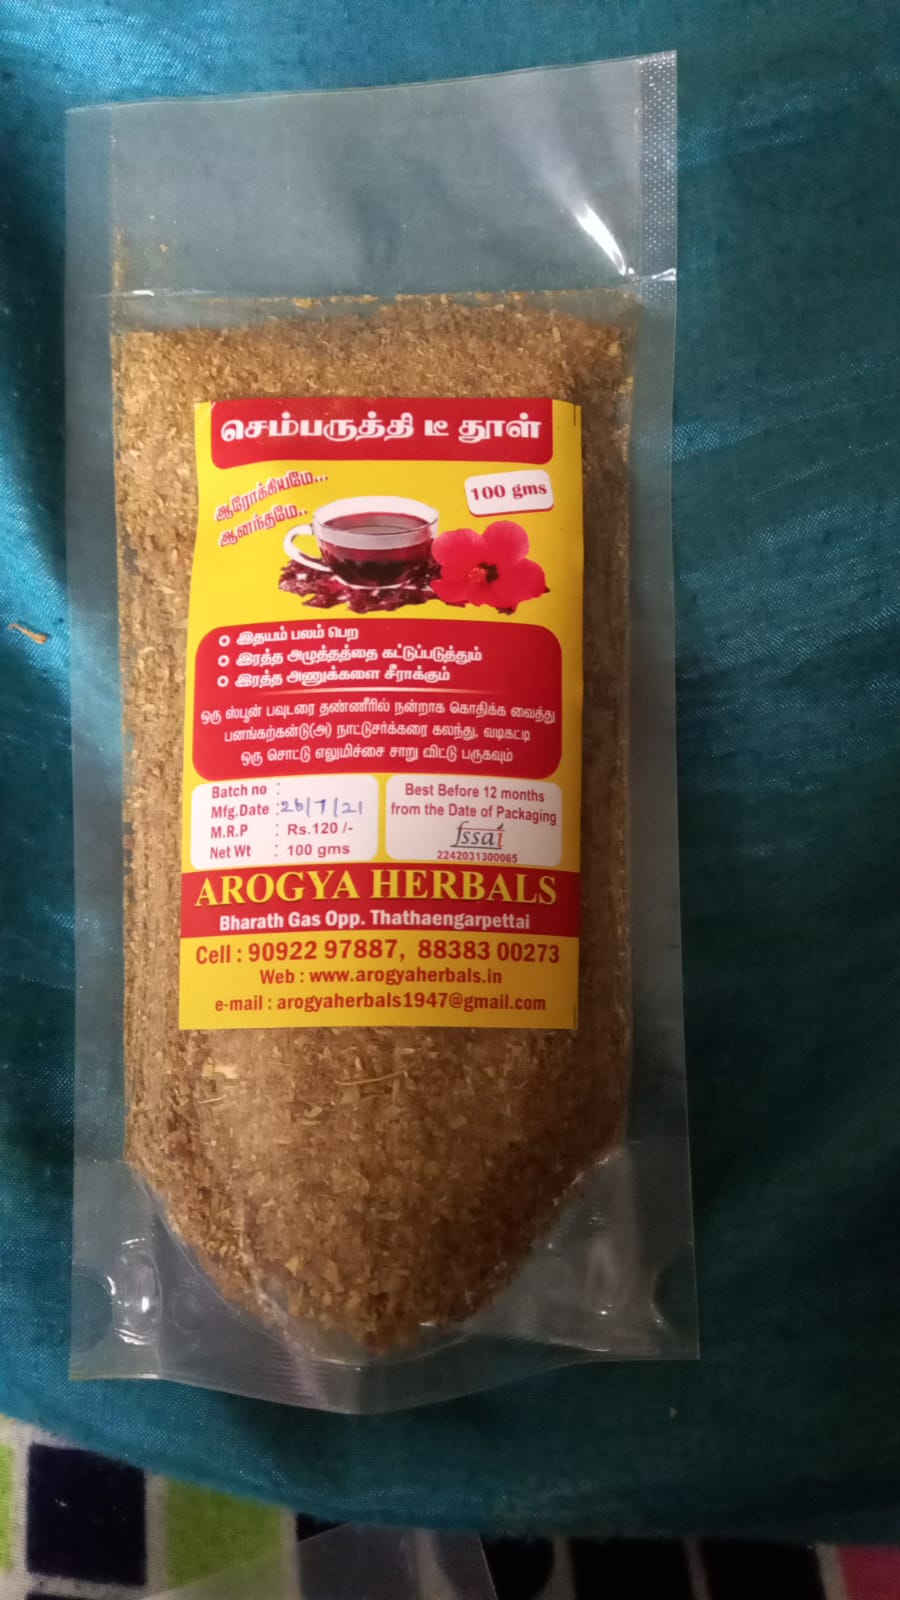 செம்பருத்தி டீ தூள்
ஆரோக்கியமே...
ஆனந்தமே..
100 gms
இதயம் பலம் பெற
இரத்த அழுத்தத்தை கட்டுப்படுத்தும்
இரத்த அணுக்களை சீராக்கும்
ஒரு ஸ்பூன் பவுடரை தண்ணீரில் நன்றாக கொதிக்க வைத்து
பனங்கற்கண்டு(அ) நாட்டுசர்க்கரை கலந்து, வடிகட்டி
ஒரு சொட்டு எலுமிச்சை சாறு விட்டு பருகவும்
Batch no :
Mfg.Date : 26/7/21
M.R.P : Rs.120 /-
Net Wt : 100 gms
Best Before 12 months
from the Date of Packaging
fssai
2242031300065
AROGYA HERBALS
Bharath Gas Opp. Thathaengarpettai
Cell : 90922 97887, 88383 00273
Web : www.arogyaherbals.in
e-mail : arogyaherbals1947@gmail.com